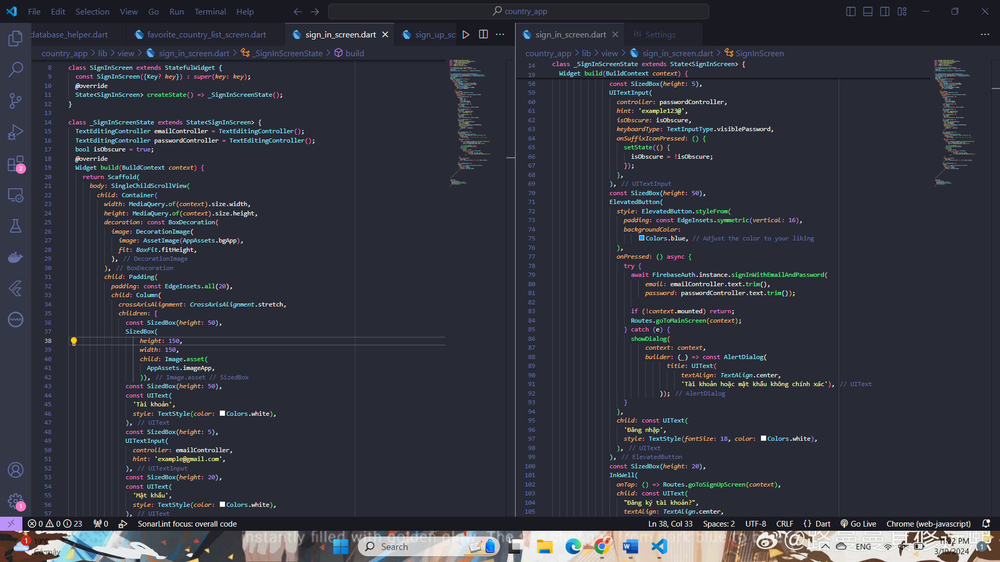 File Edit Selection View Go Run Terminal Help
country_app
database_helper.dart
favorite_country_list_screen.dart
sign_in_screen.dart
sign_up_sc
country_app > lib > view > sign_in_screen.dart > _SignInScreenState > build
8 class SignInScreen extends StatefulWidget {
9 const SignInScreen({Key? key}) : super(key: key);
10 @override
11 State<SignInScreen> createState() => _SignInScreenState();
12 }
13
14 class _SignInScreenState extends State<SignInScreen> {
15 TextEditingController emailController = TextEditingController();
16 TextEditingController passwordController = TextEditingController();
17 bool isObscure = true;
18 @override
19 Widget build(BuildContext context) {
20 return Scaffold(
21 body: SingleChildScrollView(
22 child: Container(
23 width: MediaQuery.of(context).size.width,
24 height: MediaQuery.of(context).size.height,
25 decoration: const BoxDecoration(
26 image: DecorationImage(
27 image: AssetImage(AppAssets.bgApp),
28 fit: BoxFit.fitHeight,
29 ), // DecorationImage
30 ), // BoxDecoration
31 child: Padding(
32 padding: const EdgeInsets.all(20),
33 child: Column(
34 crossAxisAlignment: CrossAxisAlignment.stretch,
35 children: [
36 const SizedBox(height: 50),
37 SizedBox(
38 height: 150,
39 width: 150,
40 child: Image.asset(
41 AppAssets.imageApp,
42 )), // Image.asset // SizedBox
43 const SizedBox(height: 50),
44 const UIText(
45 'Tài khoản',
46 style: TextStyle(color: Colors.white),
47 ), // UIText
48 const SizedBox(height: 5),
49 UITextInput(
50 controller: emailController,
51 hint: 'example@gmail.com',
52 ), // UITextInput
53 const SizedBox(height: 20),
54 const UIText(
55 'Mật khẩu',
56 style: TextStyle(color: Colors.white),
57 ), // UIText
sign_in_screen.dart
Settings
country_app > lib > view > sign_in_screen.dart > SignInScreen
14 class _SignInScreenState extends State<SignInScreen> {
19 Widget build(BuildContext context) {
58 const SizedBox(height: 5),
59 UITextInput(
60 controller: passwordController,
61 hint: 'example123@',
62 isObscure: isObscure,
63 keyboardType: TextInputType.visiblePassword,
64 onSuffixIconPressed: () {
65 setState(() {
66 isObscure = !isObscure;
67 });
68 },
69 ), // UITextInput
70 const SizedBox(height: 50),
71 ElevatedButton(
72 style: ElevatedButton.styleFrom(
73 padding: const EdgeInsets.symmetric(vertical: 16),
74 backgroundColor:
75 Colors.blue, // Adjust the color to your liking
76 ),
77 onPressed: () async {
78 try {
79 await FirebaseAuth.instance.signInWithEmailAndPassword(
80 email: emailController.text.trim(),
81 password: passwordController.text.trim());
82
83 if (!context.mounted) return;
84 Routes.goToMainScreen(context);
85 } catch (e) {
86 showDialog(
87 context: context,
88 builder: (_) => const AlertDialog(
89 title: UIText(
90 textAlign: TextAlign.center,
91 'Tài khoản hoặc mật khẩu không chính xác'), // UIText
92 )); // AlertDialog
93 }
94 },
95 child: const UIText(
96 'Đăng nhập',
97 style: TextStyle(fontSize: 18, color: Colors.white),
98 ), // UIText
99 ), // ElevatedButton
100 const SizedBox(height: 20),
101 InkWell(
102 onTap: () => Routes.goToSignUpScreen(context),
103 child: const UIText(
104 "Đăng ký tài khoản?",
105 textAlign: TextAlign.center,
2
1
0 0 23 0 SonarLint focus: overall code
Ln 38, Col 33 Spaces: 2 UTF-8 CRLF {} Dart Go Live Chrome (web-javascript)
instantly filled with golden glow. The
1
19°C
Có mây
Search
ENG
11:22 PM
3/10/2024
1